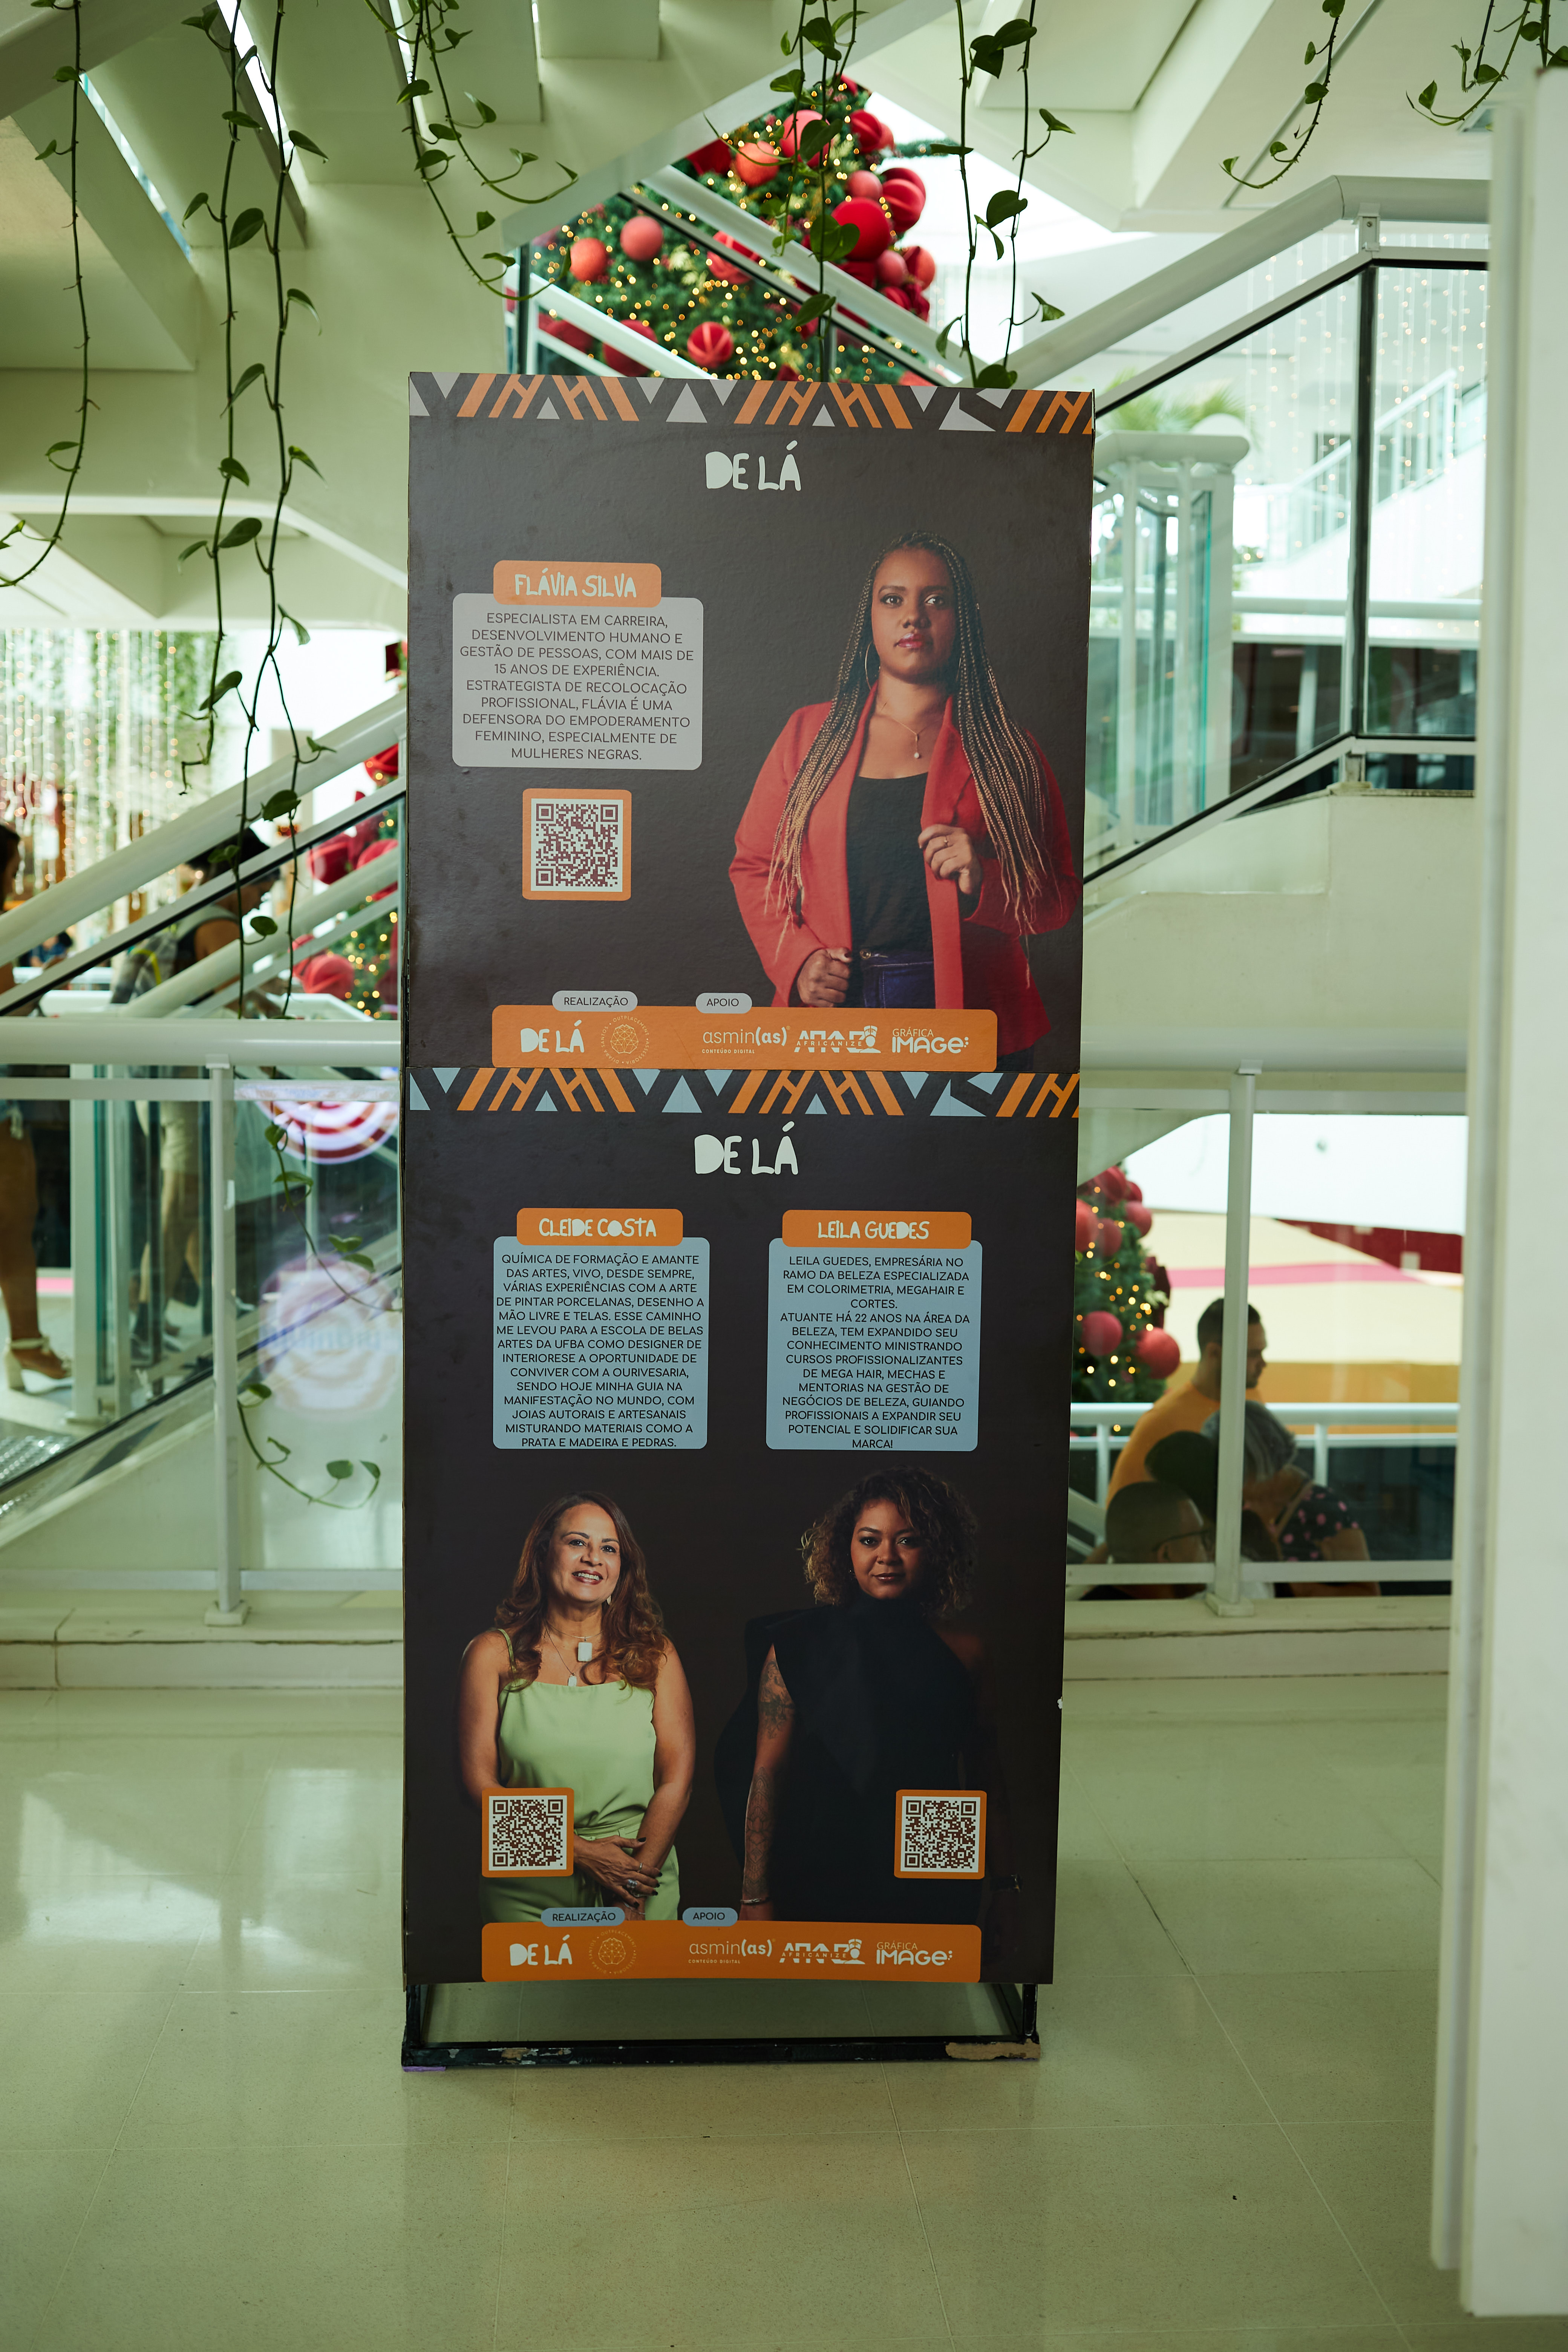 DE LÁ
FLÁVIA SILVA
ESPECIALISTA EM CARREIRA,
DESENVOLVIMENTO HUMANO E
GESTÃO DE PESSOAS, COM MAIS DE
15 ANOS DE EXPERIÊNCIA.
ESTRATEGISTA DE RECOLOCAÇÃO
PROFISSIONAL, FLÁVIA É UMA
DEFENSORA DO EMPODERAMENTO
FEMININO, ESPECIALMENTE DE
MULHERES NEGRAS.
REALIZAÇÃO
APOIO
DE LÁ
asmin(as)
CONTEÚDO DIGITAL
AFRICANIZE
GRÁFICA
IMAGE
DE LÁ
CLEIDE COSTA
QUÍMICA DE FORMAÇÃO E AMANTE
DAS ARTES, VIVO, DESDE SEMPRE,
VÁRIAS EXPERIÊNCIAS COM A ARTE
DE PINTAR PORCELANAS, DESENHO A
MÃO LIVRE E TELAS. ESSE CAMINHO
ME LEVOU PARA A ESCOLA DE BELAS
ARTES DA UFBA COMO DESIGNER DE
INTERIORESE A OPORTUNIDADE DE
CONVIVER COM A OURIVESARIA,
SENDO HOJE MINHA GUIA NA
MANIFESTAÇÃO NO MUNDO, COM
JOIAS AUTORAIS E ARTESANAIS
MISTURANDO MATERIAIS COMO A
PRATA E MADEIRA E PEDRAS.
LEILA GUEDES
LEILA GUEDES, EMPRESÁRIA NO
RAMO DA BELEZA ESPECIALIZADA
EM COLORIMETRIA, MEGAHAIR E
CORTES.
ATUANTE HÁ 22 ANOS NA ÁREA DA
BELEZA, TEM EXPANDIDO SEU
CONHECIMENTO MINISTRANDO
CURSOS PROFISSIONALIZANTES
DE MEGA HAIR, MECHAS E
MENTORIAS NA GESTÃO DE
NEGÓCIOS DE BELEZA, GUIANDO
PROFISSIONAIS A EXPANDIR SEU
POTENCIAL E SOLIDIFICAR SUA
MARCA!
REALIZAÇÃO
APOIO
DE LÁ
asmin(as)
CONTEÚDO DIGITAL
AFRICANIZE
GRÁFICA
IMAGE